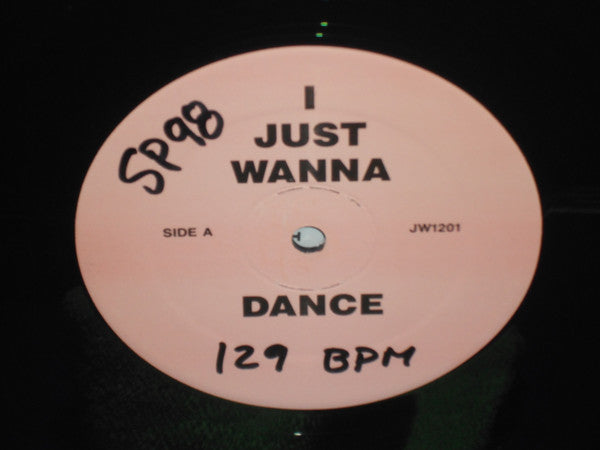 SP98
I
JUST
WANNA
SIDE A
JW1201
DANCE
129 BPM